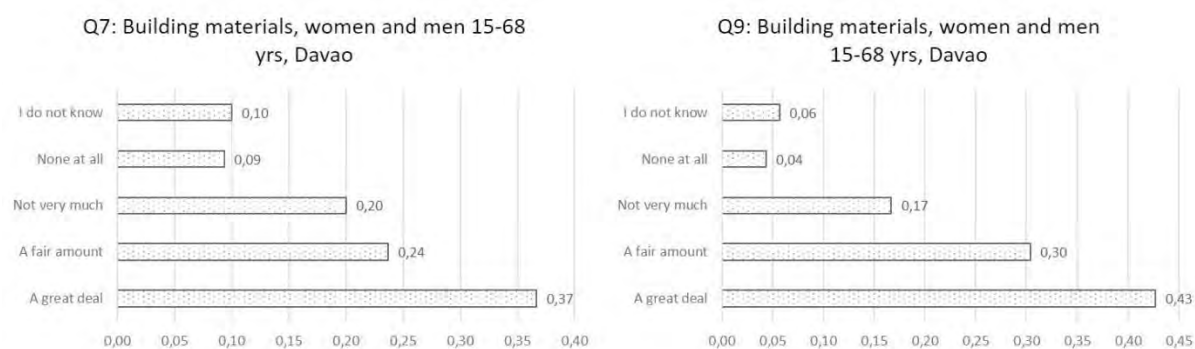 Q7: Building materials, women and men 15-68
yrs, Davao
I do not know
0,10
None at all
0,09
Not very much
0,20
A fair amount
0,24
A great deal
0,37
0,00 0,05 0,10 0,15 0,20 0,25 0,30 0,35 0,40
Q9: Building materials, women and men
15-68 yrs, Davao
I do not know
0,06
None at all
0,04
Not very much
0,17
A fair amount
0,30
A great deal
0,43
0,00 0,05 0,10 0,15 0,20 0,25 0,30 0,35 0,40 0,45